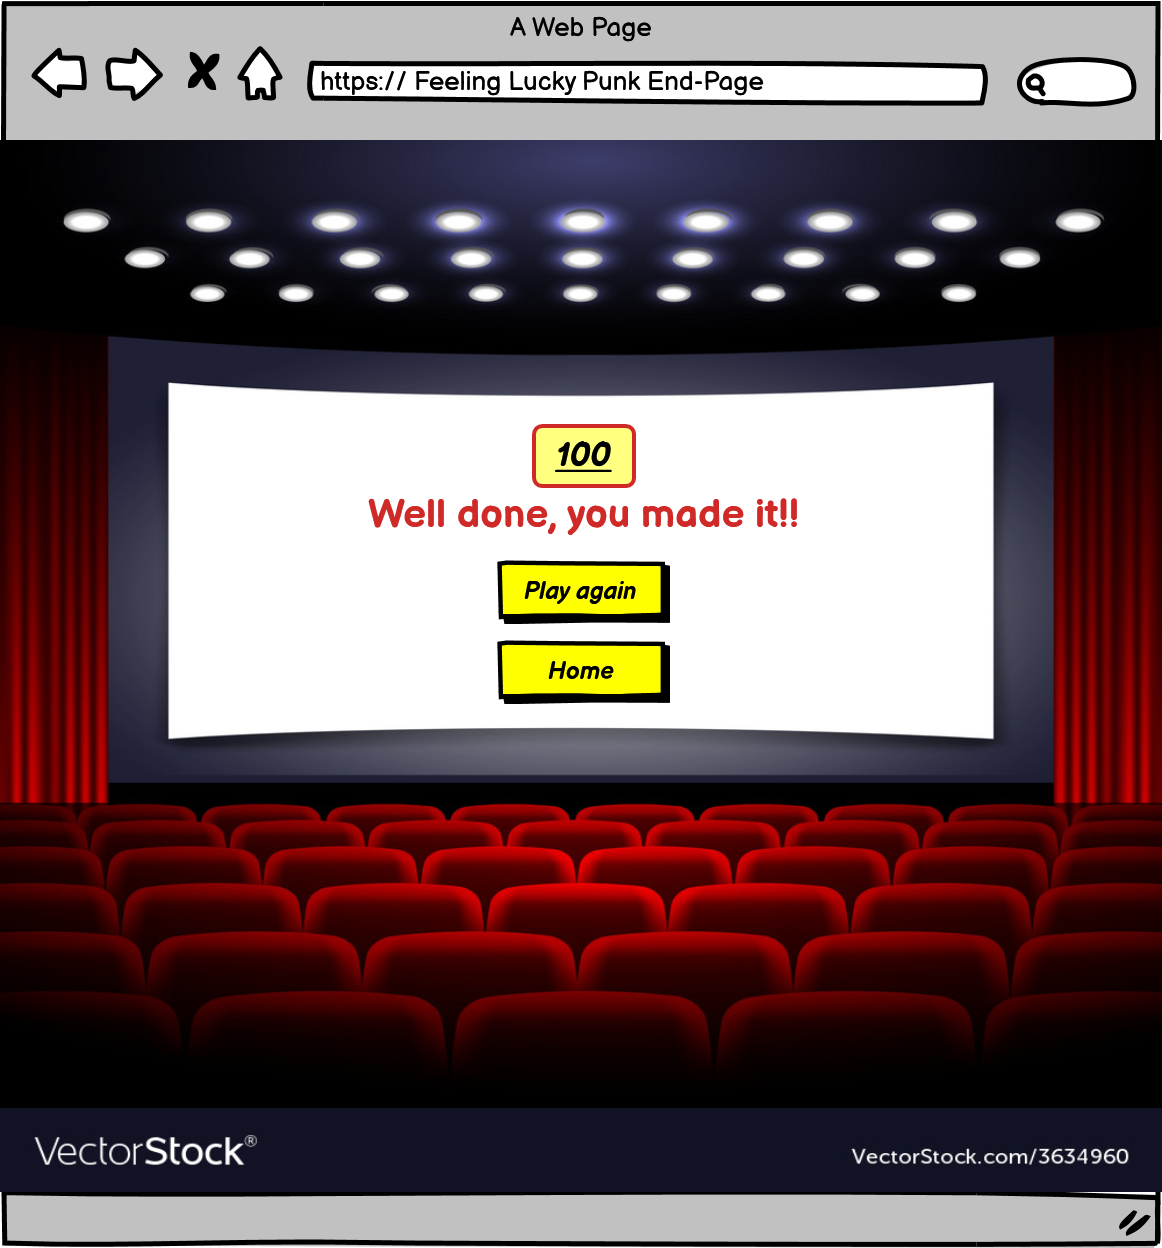 A Web Page
https:// Feeling Lucky Punk End-Page
100
Well done, you made it!!
Play again
Home
VectorStock®
VectorStock.com/3634960